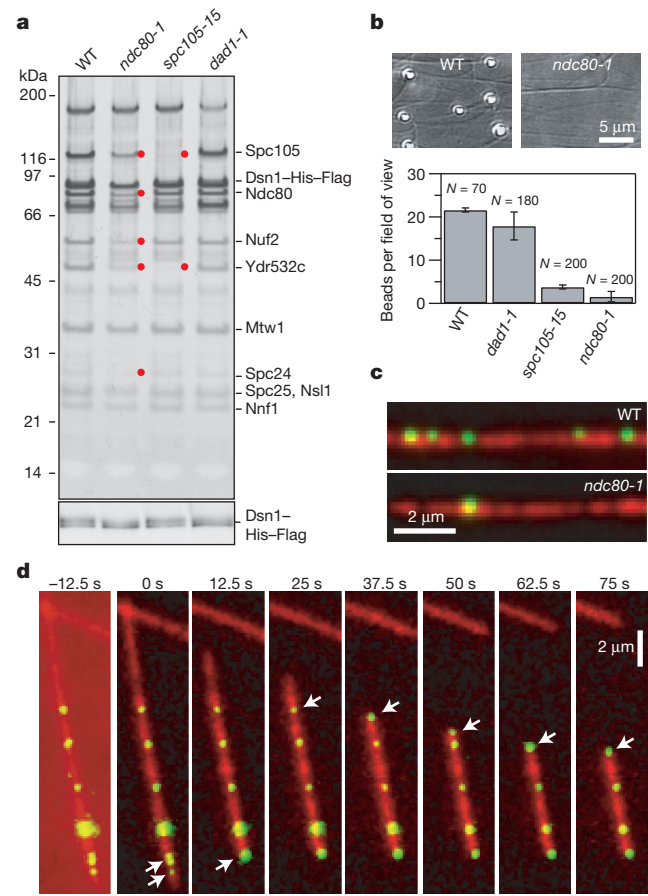 a
WT
ndc80-1
spc105-15
dad1-1
kDa
200
116
97
66
45
31
21
14
Spc105
Dsn1–His–Flag
Ndc80
Nuf2
Ydr532c
Mtw1
Spc24
Spc25, Nsl1
Nnf1
Dsn1–
His–Flag
b
WT
ndc80-1
5 μm
Beads per field of view
30
20
10
0
N = 70
N = 180
N = 200
N = 200
WT
dad1-1
spc105-15
ndc80-1
c
WT
ndc80-1
2 μm
d
–12.5 s
0 s
12.5 s
25 s
37.5 s
50 s
62.5 s
75 s
2 μm